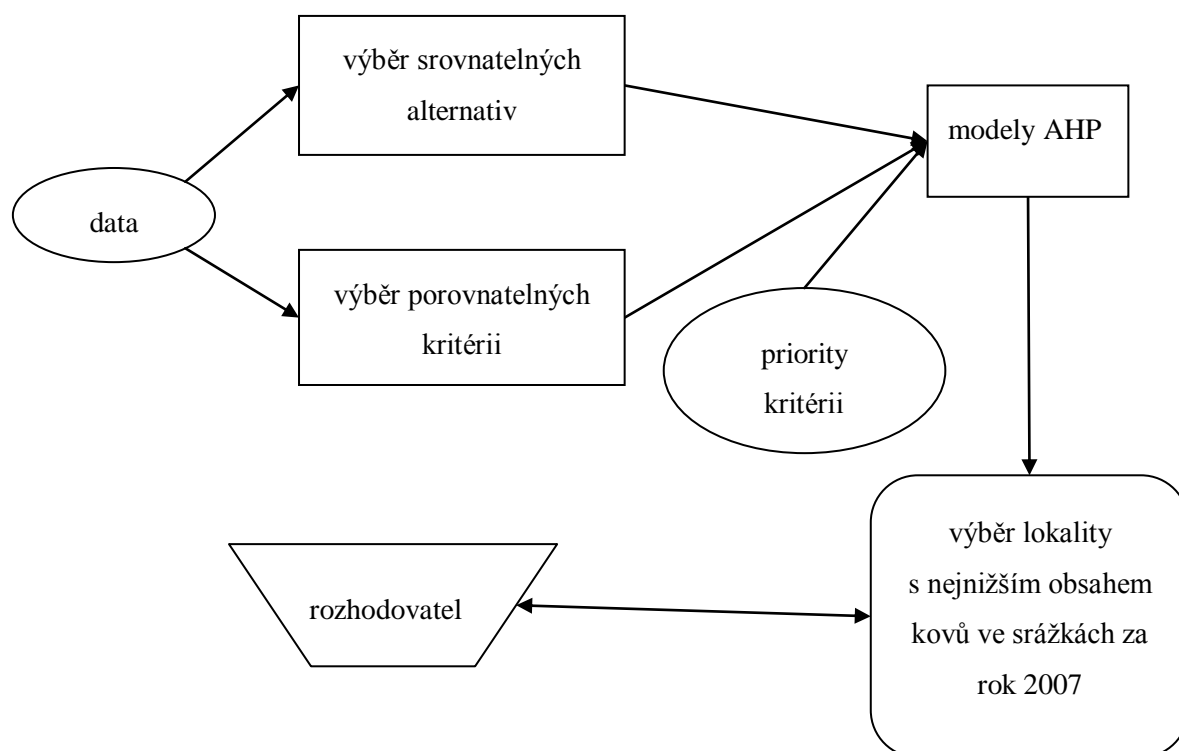 výběr srovnatelných
alternativ
modely AHP
data
výběr porovnatelných
kritérii
priority
kritérii
výběr lokality
s nejnižším obsahem
kovů ve srážkách za
rok 2007
rozhodovatel